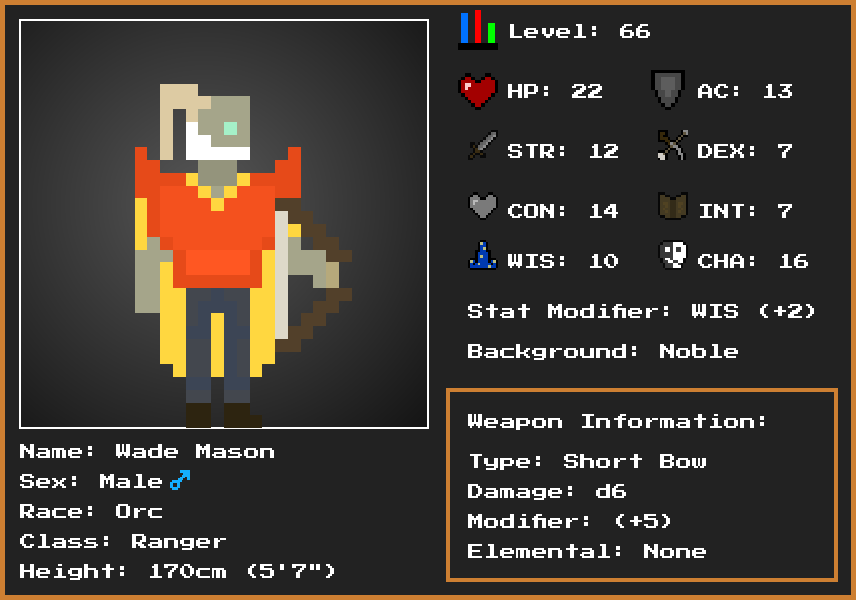 Level: 66
HP: 22 AC: 13
STR: 12 DEX: 7
CON: 14 INT: 7
WIS: 10 CHA: 16
Stat Modifier: WIS (+2)
Background: Noble
Weapon Information:
Type: Short Bow
Damage: d6
Modifier: (+5)
Elemental: None
Name: Wade Mason
Sex: Male ♂
Race: Orc
Class: Ranger
Height: 170cm (5'7")